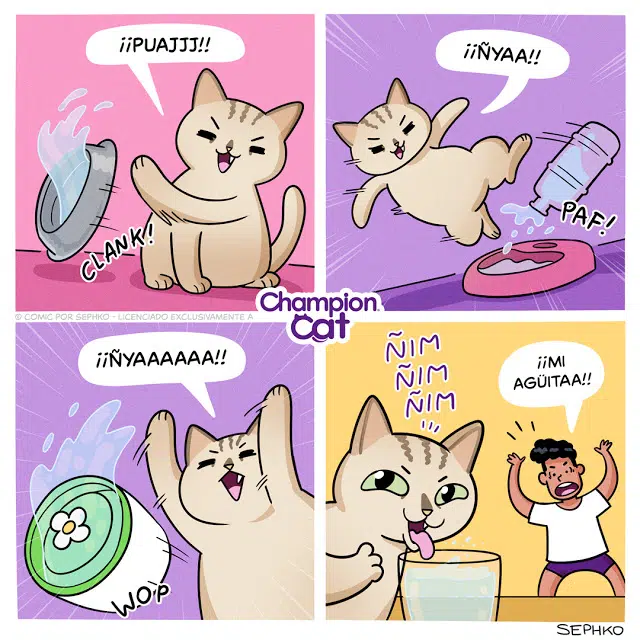 ¡¡PUAJJJ!!
CLANK!
¡¡ÑYAA!!
PAF!
© COMIC POR SEPHKO - LICENCIADO EXCLUSIVAMENTE A
Champion
Cat
¡¡ÑYAAAAAA!!
WOP
ÑIM
ÑIM
ÑIM
¡¡MI
AGÜITAA!!
SEPHKO